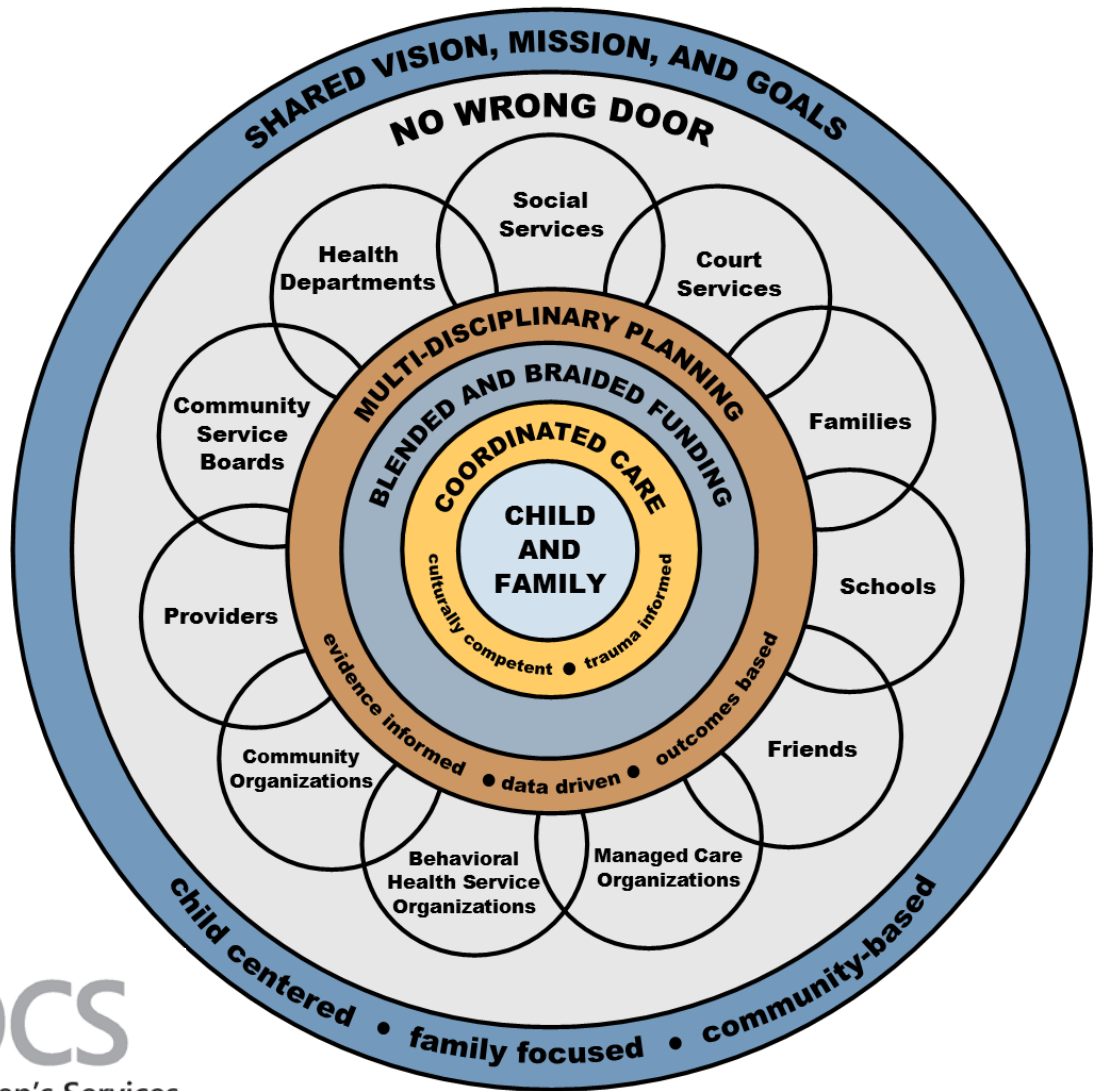 SHARED VISION, MISSION, AND GOALS
NO WRONG DOOR
Social
Services
Health
Departments
Court
Services
Community
Service
Boards
Families
Providers
Schools
Community
Organizations
Friends
Behavioral
Health Service
Organizations
Managed Care
Organizations
MULTI-DISCIPLINARY PLANNING
BLENDED AND BRAIDED FUNDING
COORDINATED CARE
CHILD
AND
FAMILY
culturally competent • trauma informed
evidence informed • data driven • outcomes based
child centered • family focused • community-based
CS
Services